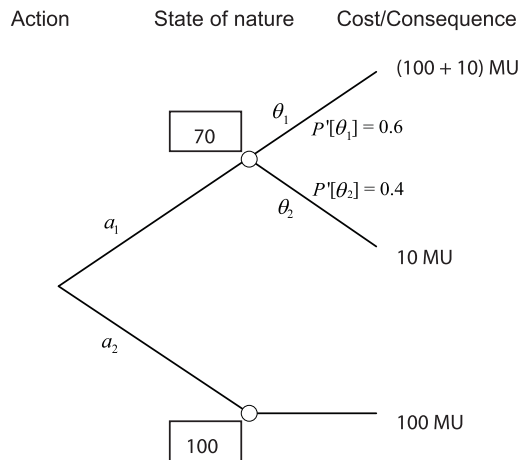 Action State of nature Cost/Consequence
(100 + 10) MU
θ₁
P'[θ₁] = 0.6
70
P'[θ₂] = 0.4
θ₂
a₁
10 MU
a₂
100 MU
100